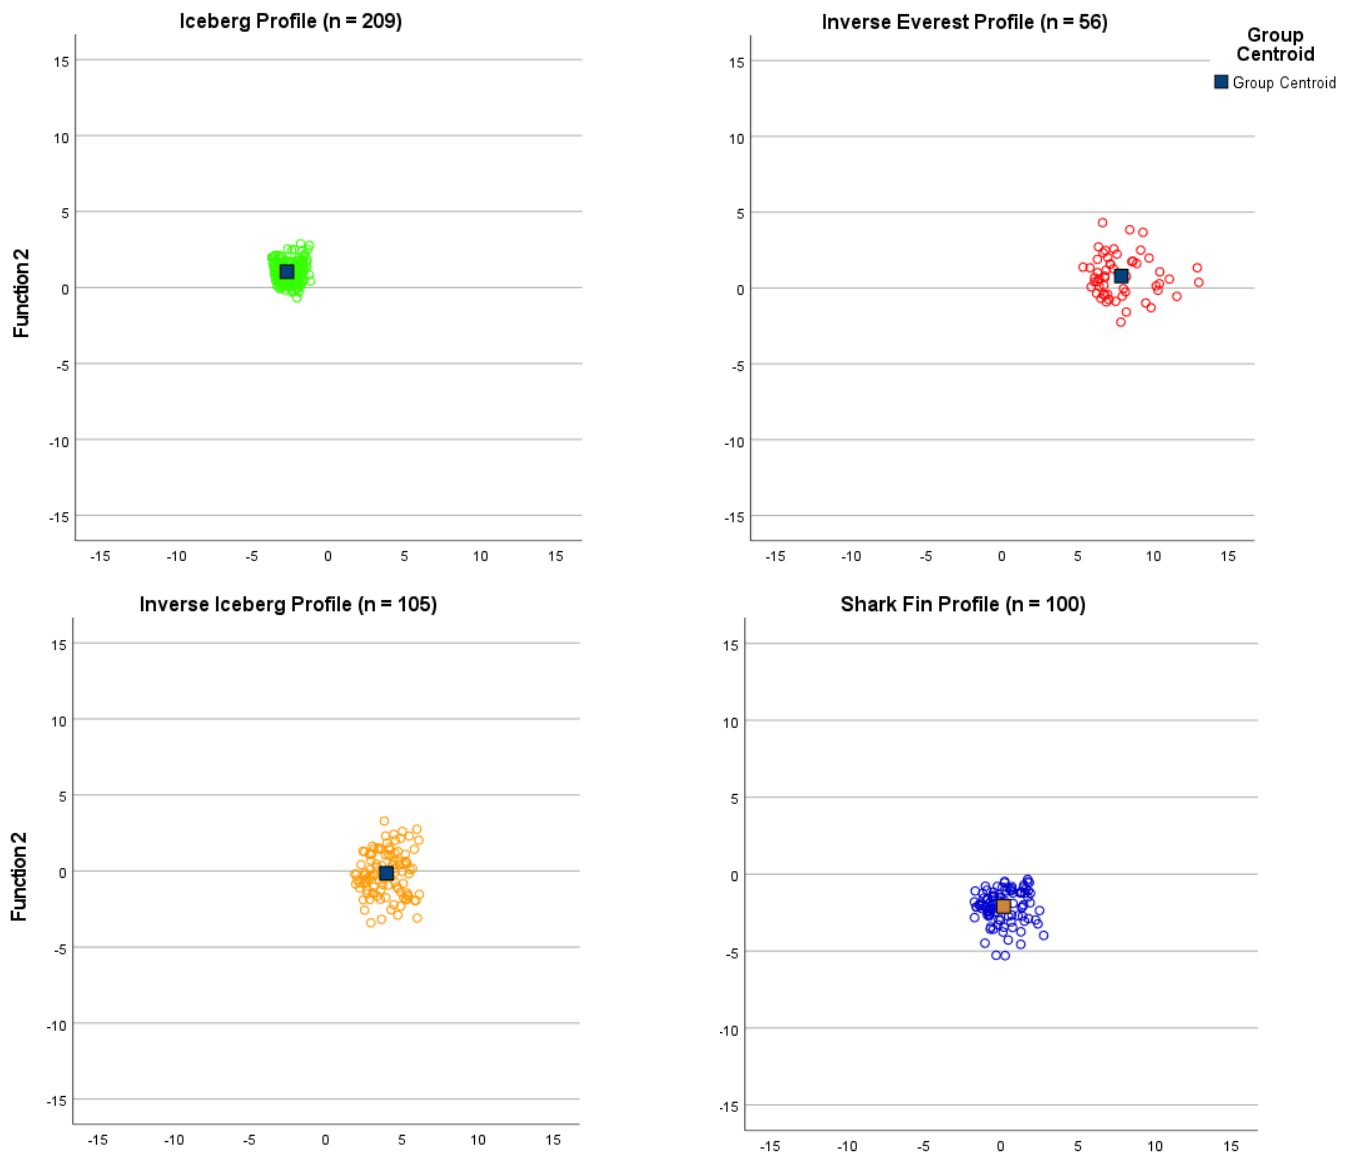 Iceberg Profile (n = 209)
15
10
5
0
-5
-10
-15
Function 2
-15 -10 -5 0 5 10 15
Inverse Everest Profile (n = 56)
15
10
5
0
-5
-10
-15
-15 -10 -5 0 5 10 15
Group
Centroid
Group Centroid
Inverse Iceberg Profile (n = 105)
15
10
5
0
-5
-10
-15
Function 2
-15 -10 -5 0 5 10 15
Shark Fin Profile (n = 100)
15
10
5
0
-5
-10
-15
-15 -10 -5 0 5 10 15